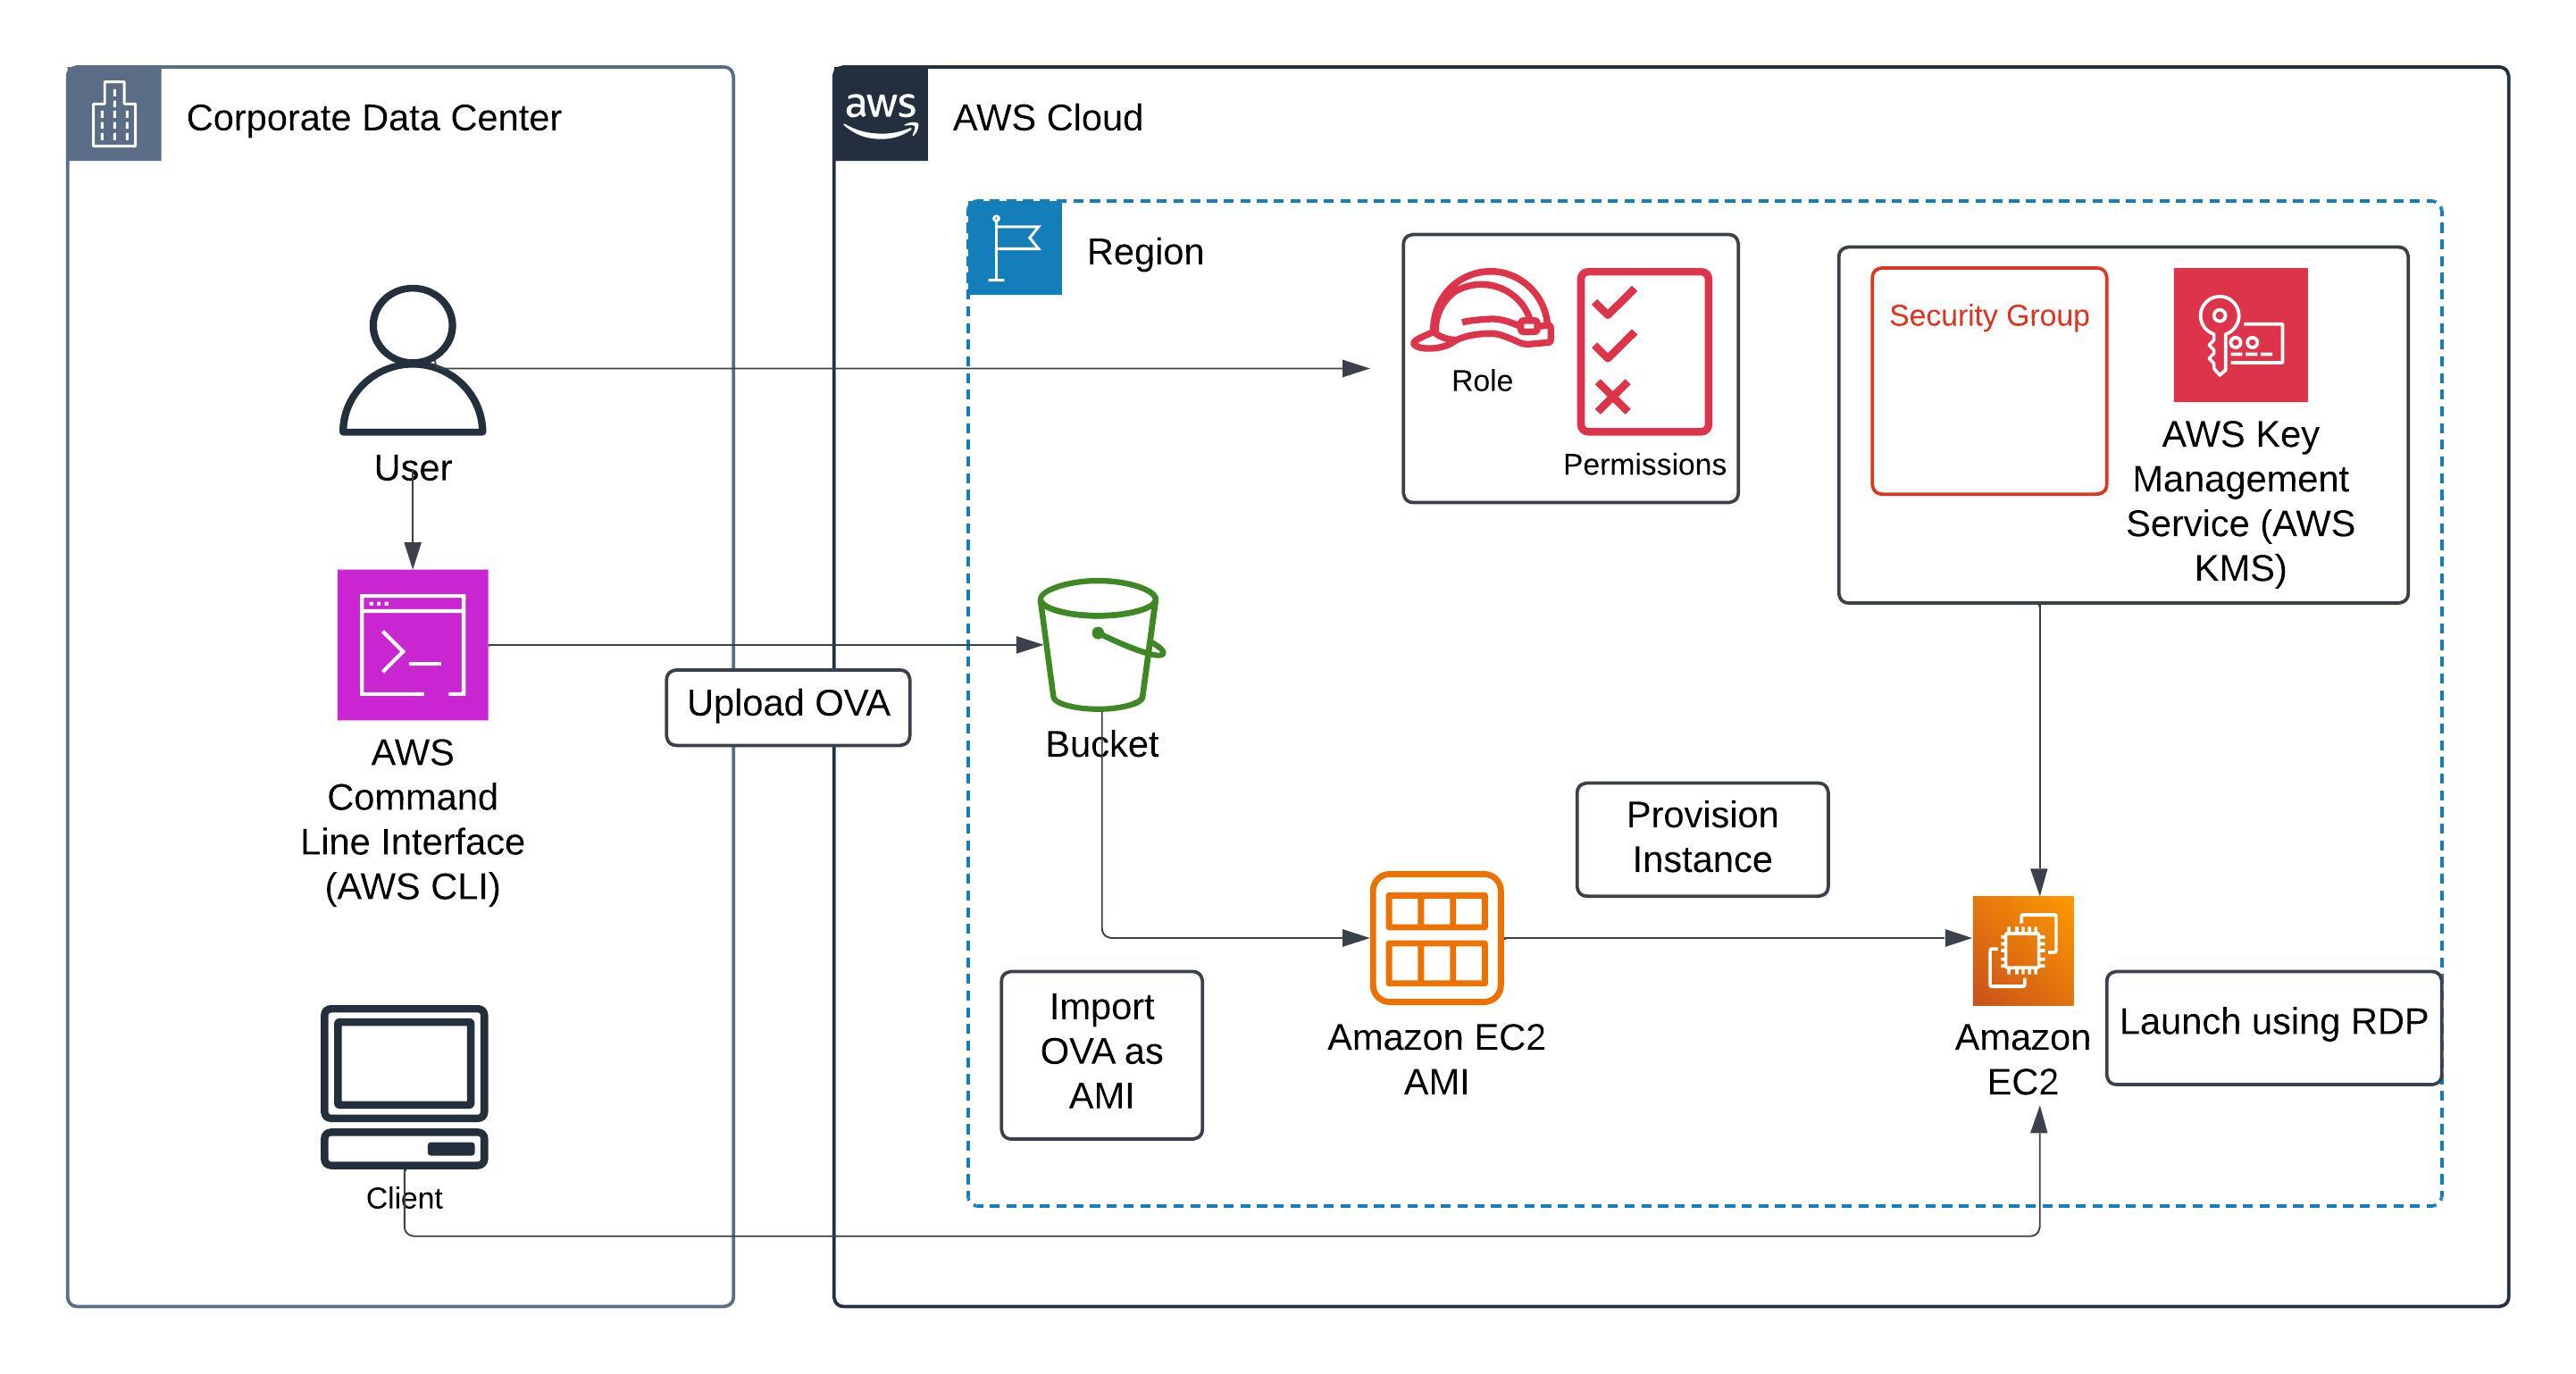 Corporate Data Center
aws
AWS Cloud
Region
Role
Permissions
Security Group
AWS Key
Management
Service (AWS
KMS)
User
AWS
Command
Line Interface
(AWS CLI)
Upload OVA
Bucket
Provision
Instance
Import
OVA as
AMI
Amazon EC2
AMI
Amazon
EC2
Launch using RDP
Client